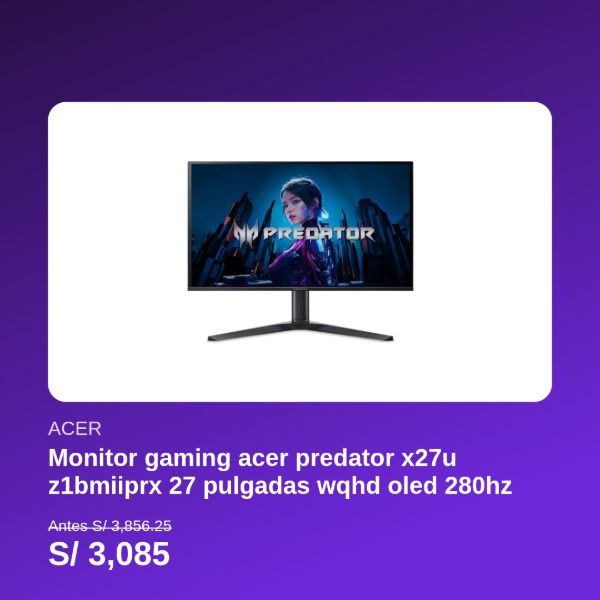 PREDATOR
ACER
Monitor gaming acer predator x27u
z1bmiiprx 27 pulgadas wqhd oled 280hz
Antes S/ 3,856.25
S/ 3,085